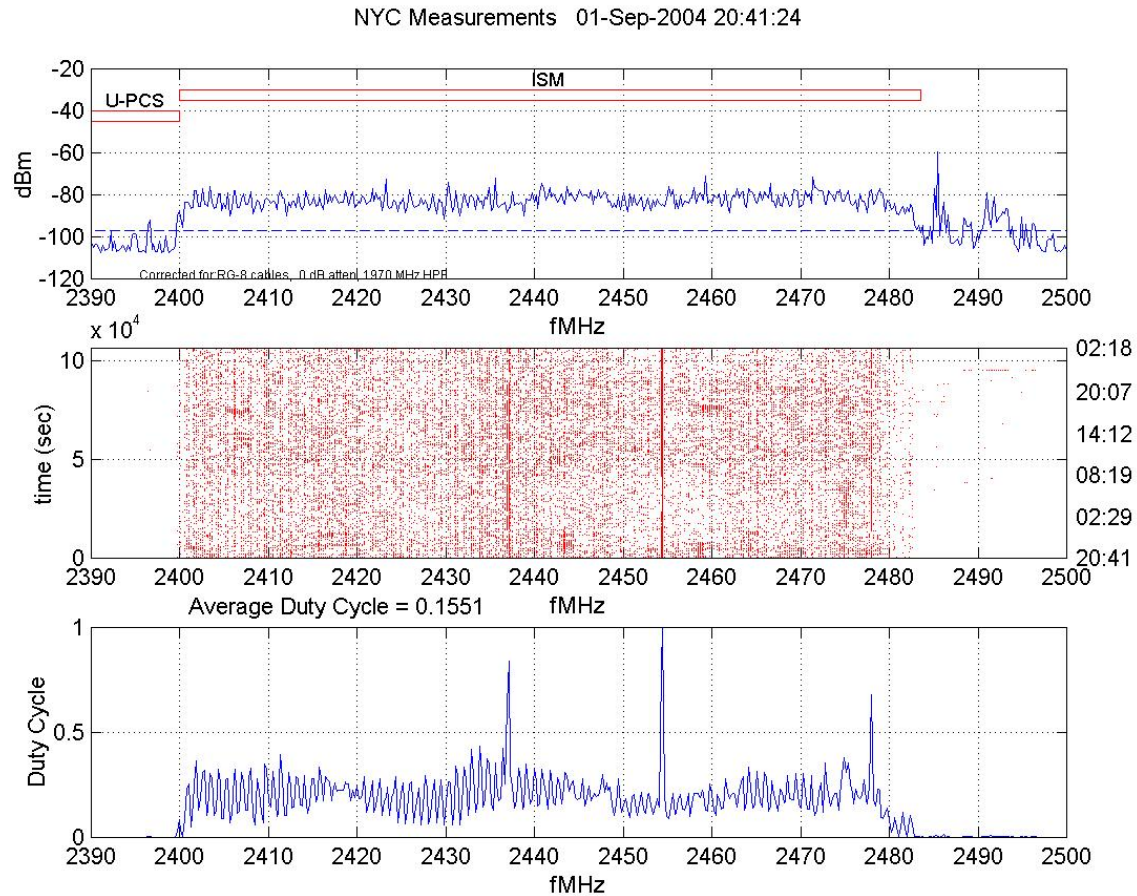 NYC Measurements 01-Sep-2004 20:41:24
-20
-40
-60
-80
-100
-120
dBm
U-PCS
ISM
Corrected for RG-8 cables, 0 dB atten, 1970 MHz HPF
2390 2400 2410 2420 2430 2440 2450 2460 2470 2480 2490 2500
fMHz
x 10^4
10
5
0
time (sec)
02:18
20:07
14:12
08:19
02:29
20:41
2390 2400 2410 2420 2430 2440 2450 2460 2470 2480 2490 2500
fMHz
Average Duty Cycle = 0.1551
1
0.5
0
Duty Cycle
2390 2400 2410 2420 2430 2440 2450 2460 2470 2480 2490 2500
fMHz